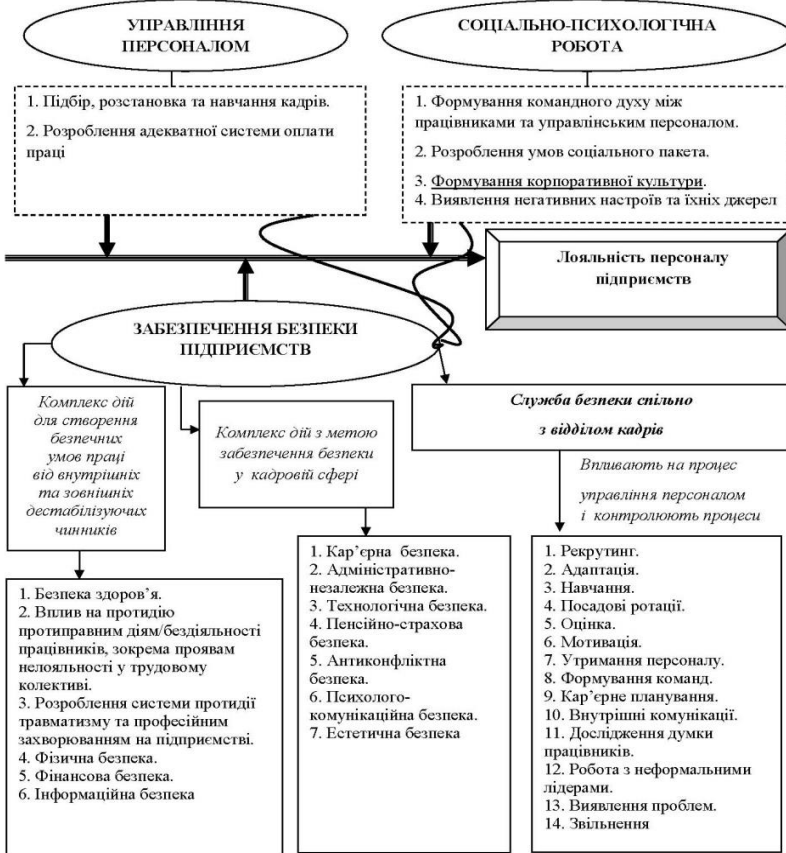 УПРАВЛІННЯ
ПЕРСОНАЛОМ
СОЦІАЛЬНО-ПСИХОЛОГІЧНА
РОБОТА
1. Підбір, розстановка та навчання кадрів.
2. Розроблення адекватної системи оплати
праці
1. Формування командного духу між
працівниками та управлінським персоналом.
2. Розроблення умов соціального пакета.
3. Формування корпоративної культури.
4. Виявлення негативних настроїв та їхніх джерел
Лояльність персоналу
підприємств
ЗАБЕЗПЕЧЕННЯ БЕЗПЕКИ
ПІДПРИЄМСТВ
Комплекс дій
для створення
безпечних
умов праці
від внутрішніх
та зовнішніх
дестабілізуючих
чинників
Комплекс дій з метою
забезпечення безпеки
у кадровій сфері
Служба безпеки спільно
з відділом кадрів
Впливають на процес
управління персоналом
і контролюють процеси
1. Безпека здоров’я.
2. Вплив на протидію
протиправним діям/бездіяльності
працівників, зокрема проявам
нелояльності у трудовому
колективі.
3. Розроблення системи протидії
травматизму та професійним
захворюванням на підприємстві.
4. Фізична безпека.
5. Фінансова безпека.
6. Інформаційна безпека
1. Кар’єрна безпека.
2. Адміністративно-
незалежна безпека.
3. Технологічна безпека.
4. Пенсійно-страхова
безпека.
5. Антиконфліктна
безпека.
6. Психолого-
комунікаційна безпека.
7. Естетична безпека
1. Рекрутинг.
2. Адаптація.
3. Навчання.
4. Посадові ротації.
5. Оцінка.
6. Мотивація.
7. Утримання персоналу.
8. Формування команд.
9. Кар’єрне планування.
10. Внутрішні комунікації.
11. Дослідження думки
працівників.
12. Робота з неформальними
лідерами.
13. Виявлення проблем.
14. Звільнення